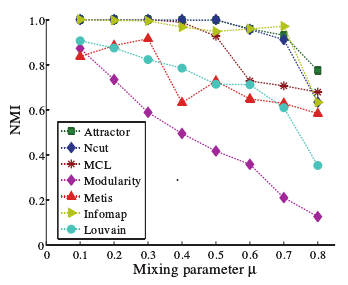 1.0
0.8
0.6
0.4
0.2
0
NMI
Attractor
Ncut
MCL
Modularity
Metis
Infomap
Louvain
0 0.1 0.2 0.3 0.4 0.5 0.6 0.7 0.8
Mixing parameter μ